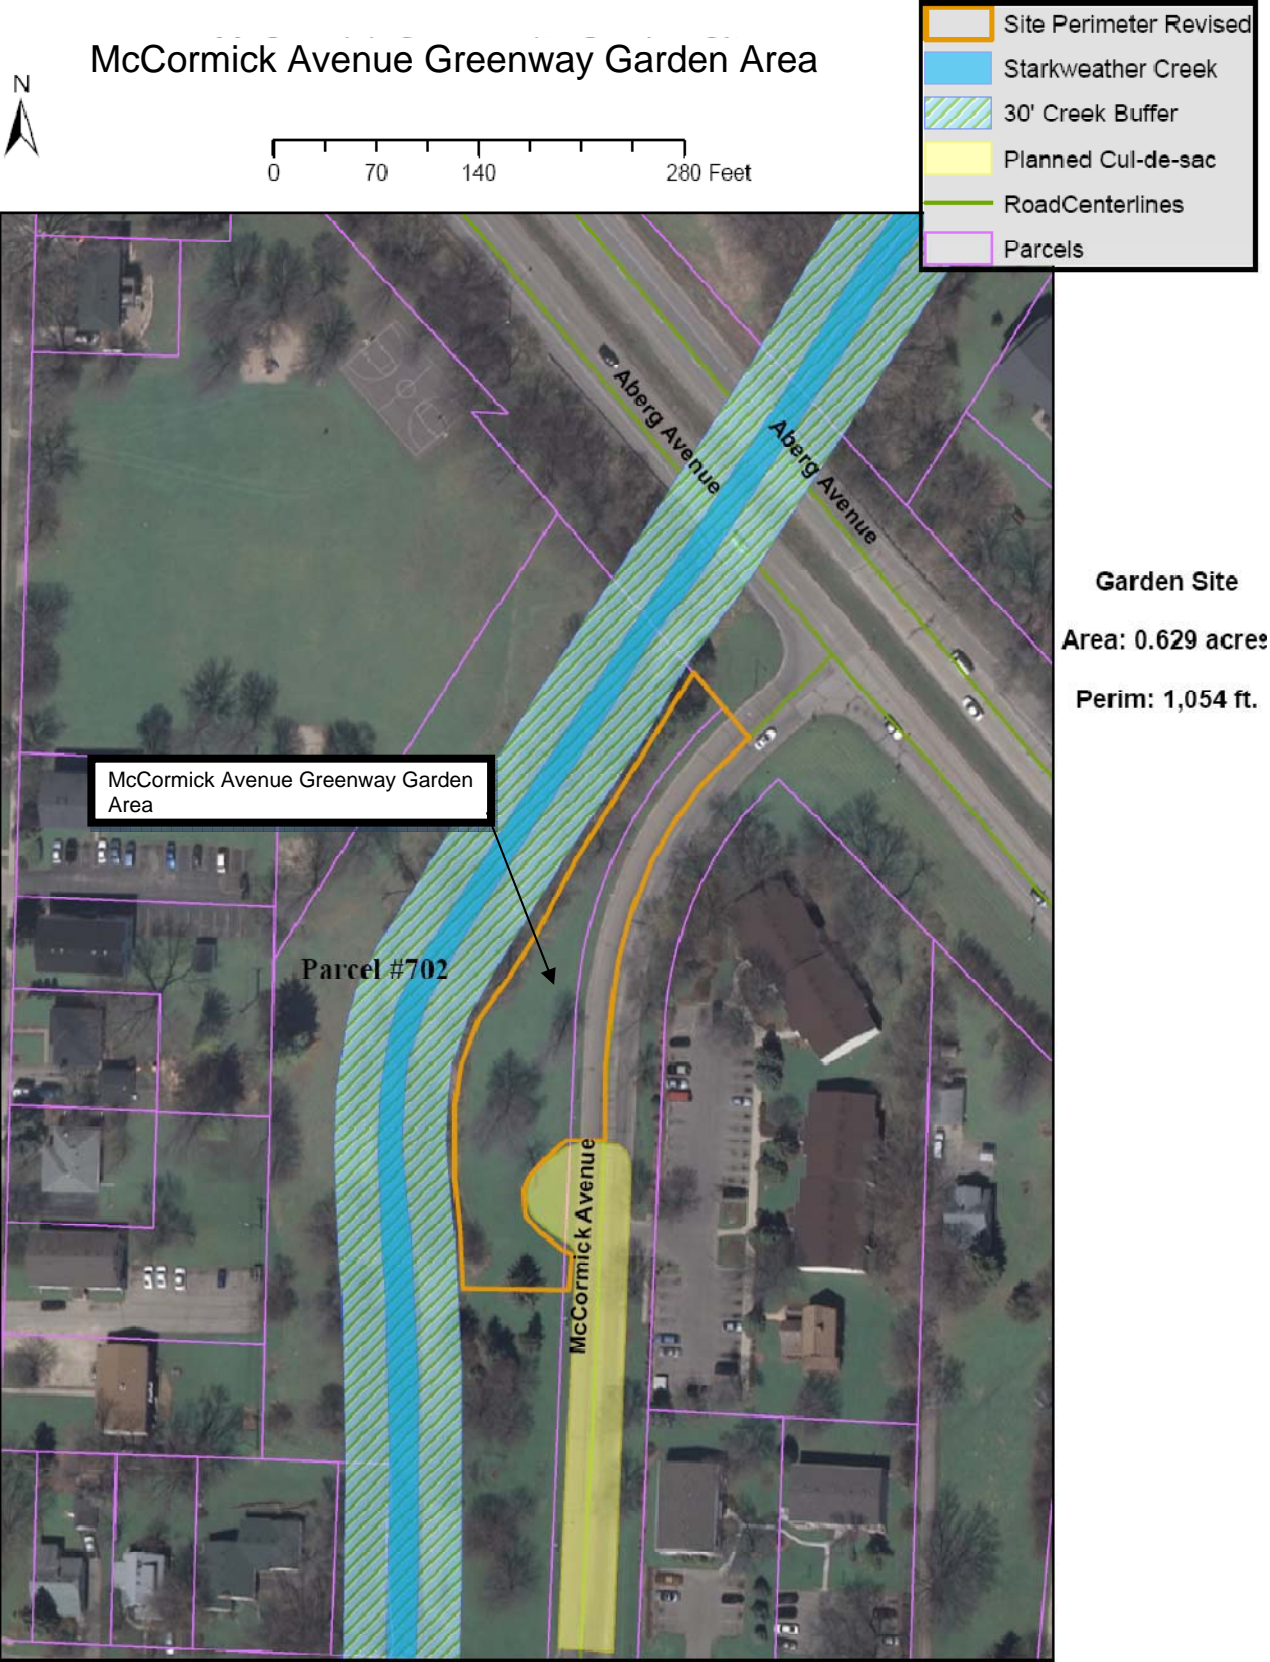 McCormick Avenue Greenway Garden Area
N
0 70 140 280 Feet
Site Perimeter Revised
Starkweather Creek
30' Creek Buffer
Planned Cul-de-sac
RoadCenterlines
Parcels
Aberg Avenue
Aberg Avenue
Garden Site
Area: 0.629 acres
Perim: 1,054 ft.
McCormick Avenue Greenway Garden
Area
Parcel #702
McCormick Avenue